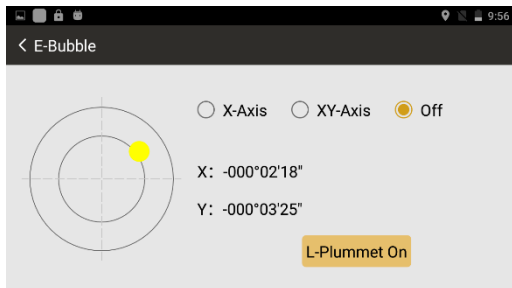 9:56
< E-Bubble
X-Axis XY-Axis Off
X: -000°02'18"
Y: -000°03'25"
L-Plummet On